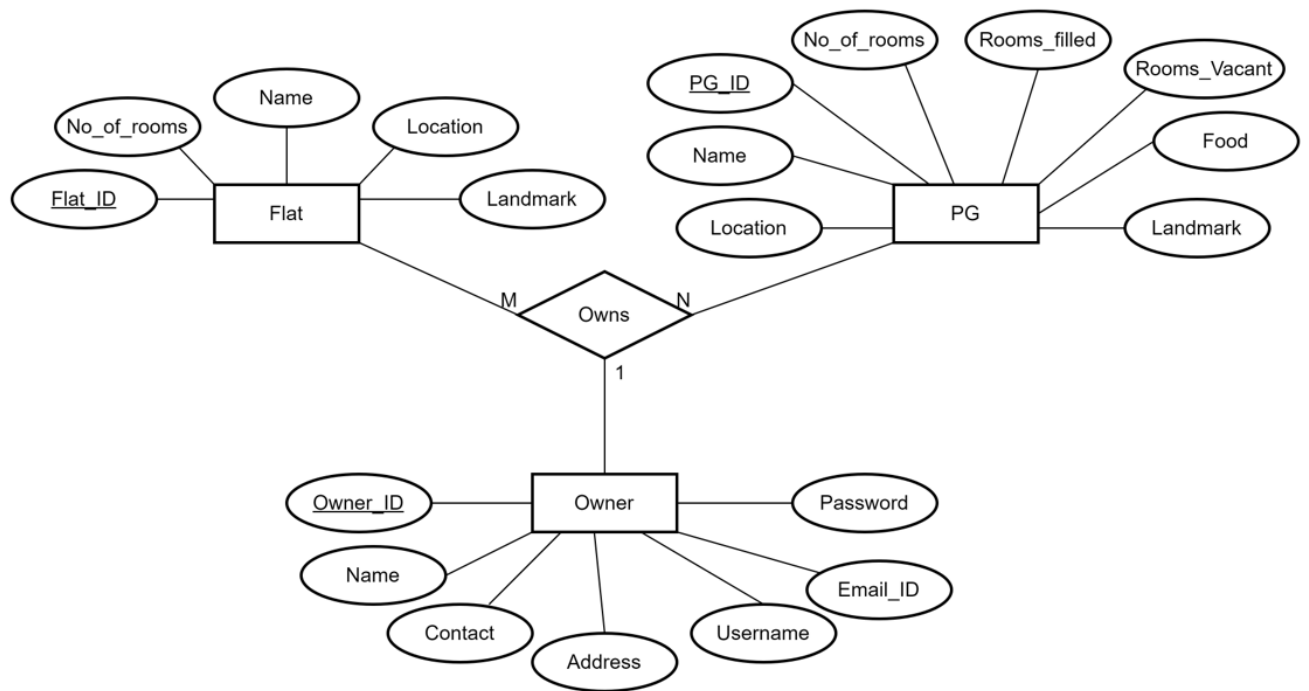 No_of_rooms
Rooms_filled
Rooms_Vacant
PG_ID
Name
No_of_rooms
Location
Name
Food
Flat_ID
Flat
Landmark
Location
PG
Landmark
M
N
Owns
1
Owner_ID
Owner
Password
Name
Email_ID
Contact
Username
Address